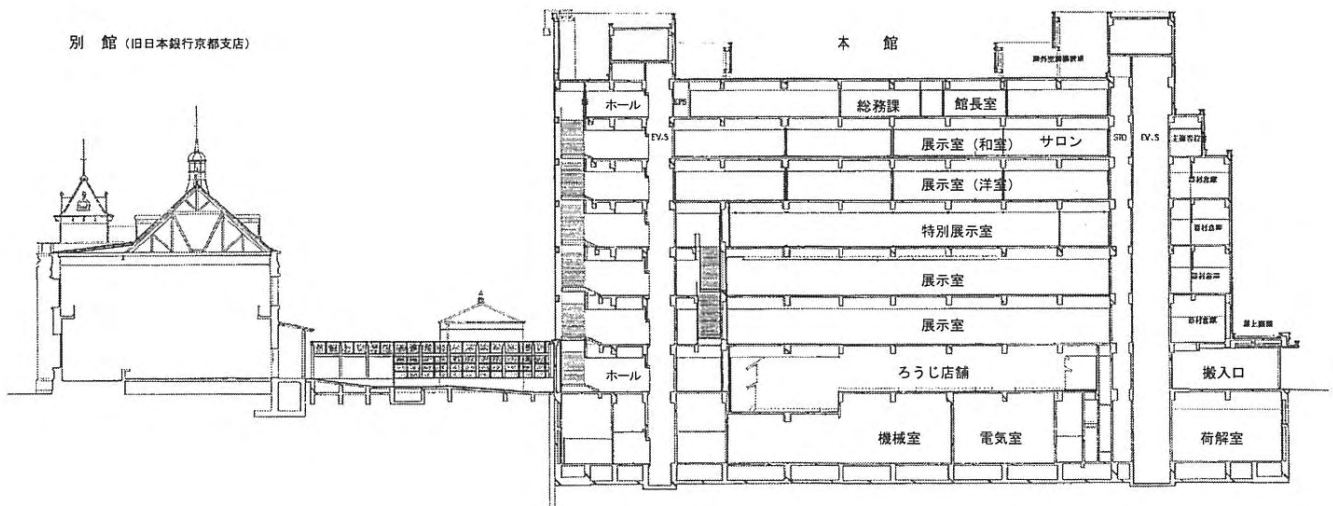 別 館 (旧日本銀行京都支店)
本 館
ホール
EPS
総務課
館長室
EV.S
展示室 (和室)
サロン
EV.S
展示室 (洋室)
特別展示室
展示室
展示室
ホール
ろうじ店舗
搬入口
機械室
電気室
荷解室